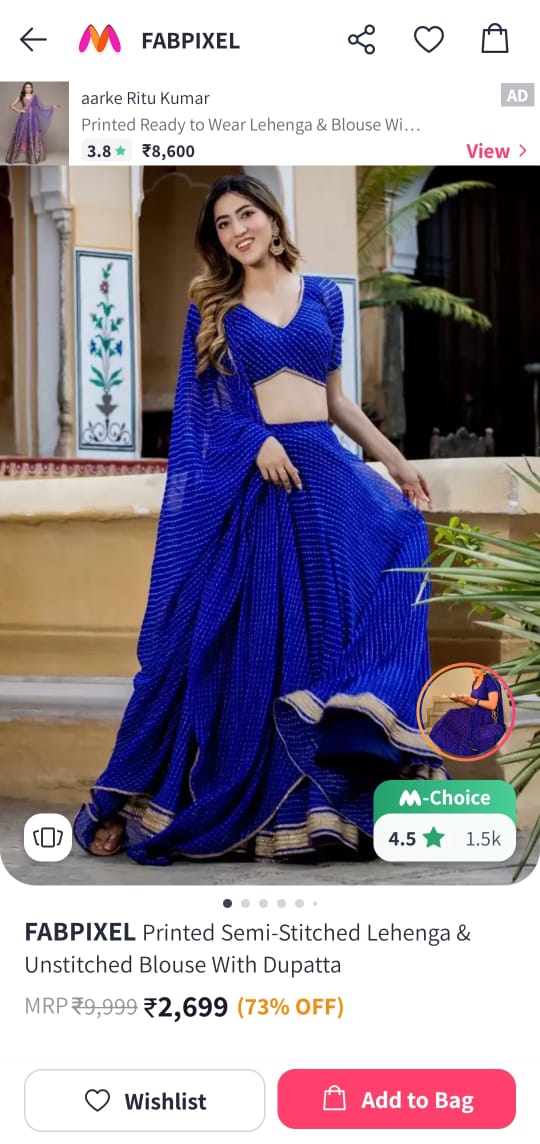 FABPIXEL
aarke Ritu Kumar
AD
Printed Ready to Wear Lehenga & Blouse Wi...
3.8 ★ ₹8,600
View >
M-Choice
4.5 ★ 1.5k
FABPIXEL Printed Semi-Stitched Lehenga &
Unstitched Blouse With Dupatta
MRP ₹9,999 ₹2,699 (73% OFF)
Wishlist
Add to Bag